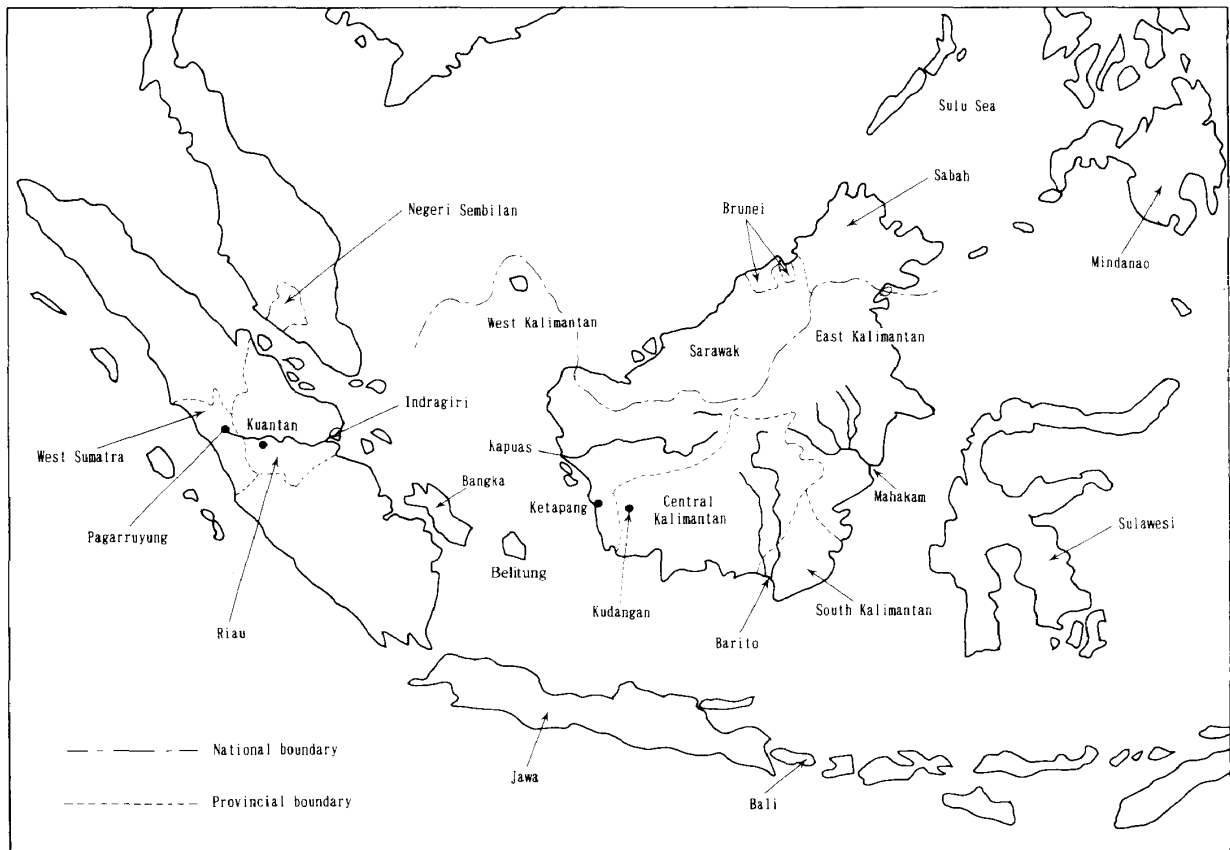 Sulu Sea
Sabah
Negeri Sembilan
Brunei
Mindanao
West Kalimantan
East Kalimantan
Sarawak
Indragiri
Kuantan
West Sumatra
Kapuas
Bangka
Mahakam
Ketapang
Central
Kalimantan
Sulawesi
Pagarruyung
Belitung
Kudangan
South Kalimantan
Riau
Barito
National boundary
Jawa
Provincial boundary
Bali